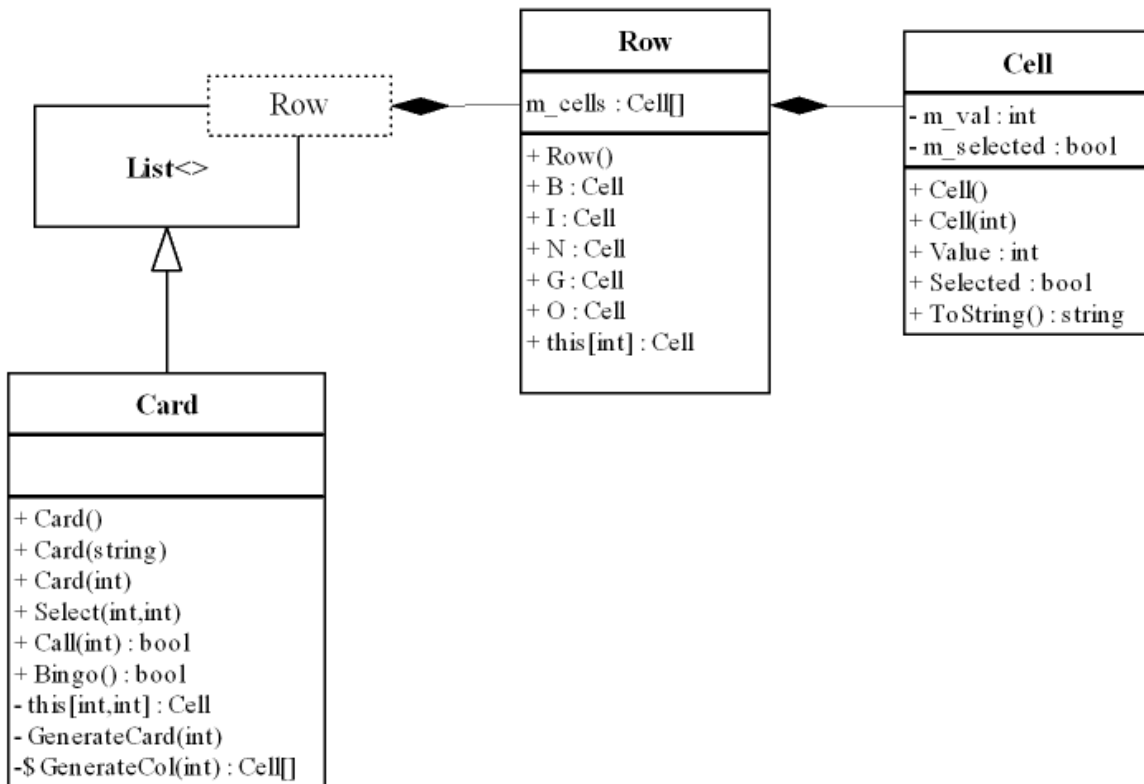 Row
List<>
Card
+ Card()
+ Card(string)
+ Card(int)
+ Select(int,int)
+ Call(int) : bool
+ Bingo() : bool
- this[int,int] : Cell
- GenerateCard(int)
-$ GenerateCol(int) : Cell[]
Row
m_cells : Cell[]
+ Row()
+ B : Cell
+ I : Cell
+ N : Cell
+ G : Cell
+ O : Cell
+ this[int] : Cell
Cell
- m_val : int
- m_selected : bool
+ Cell()
+ Cell(int)
+ Value : int
+ Selected : bool
+ ToString() : string